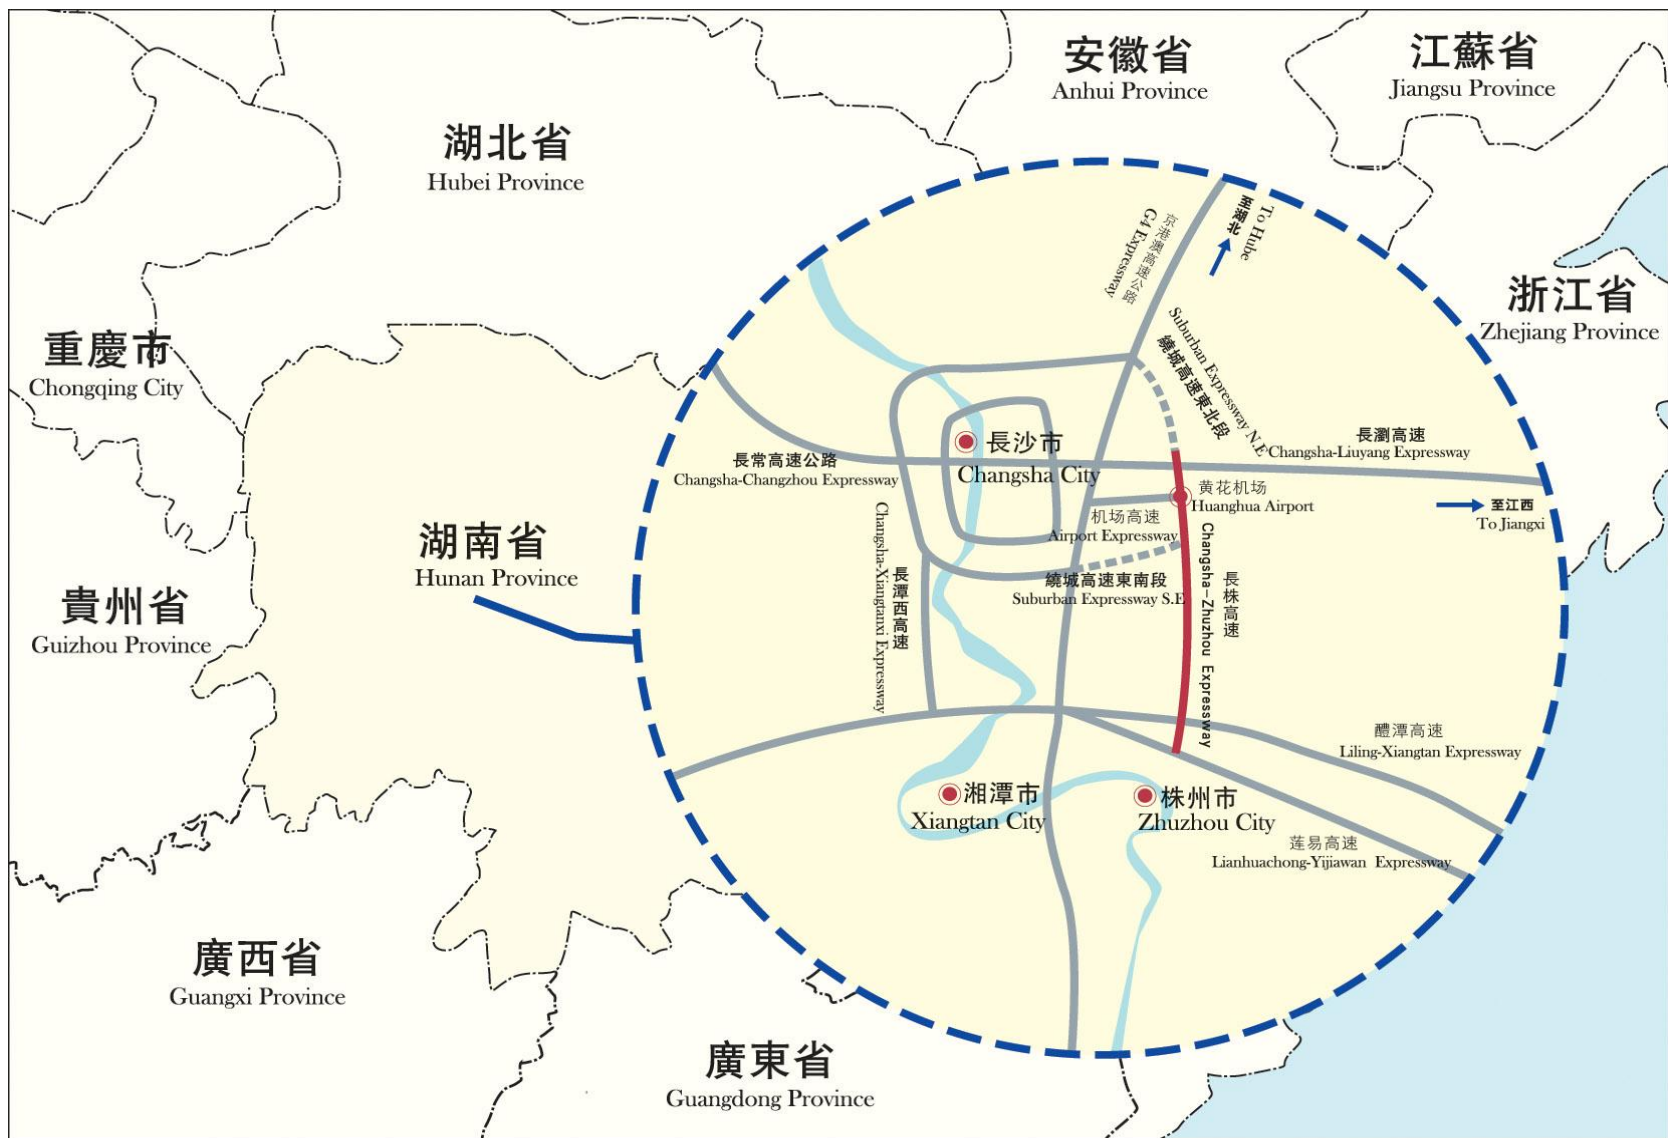 安徽省
Anhui Province
江蘇省
Jiangsu Province
湖北省
Hubei Province
至湖北
To Hube
京港澳高速公路
G4 Expressway
浙江省
Zhejiang Province
重慶市
Chongqing City
Suburban Expressway N.E
繞城高速東北段
長沙市
Changsha City
長瀏高速
Changsha-Liuyang Expressway
長常高速公路
Changsha-Changzhou Expressway
黄花机场
Huanghua Airport
至江西
To Jiangxi
机场高速
Airport Expressway
湖南省
Hunan Province
繞城高速東南段
Suburban Expressway S.E
長潭西高速
Changsha-Xiangtanxi Expressway
長株高速
Changsha-Zhuzhou Expressway
貴州省
Guizhou Province
醴潭高速
Liling-Xiangtan Expressway
湘潭市
Xiangtan City
株州市
Zhuzhou City
莲易高速
Lianhuachong-Yijiawan Expressway
廣西省
Guangxi Province
廣東省
Guangdong Province